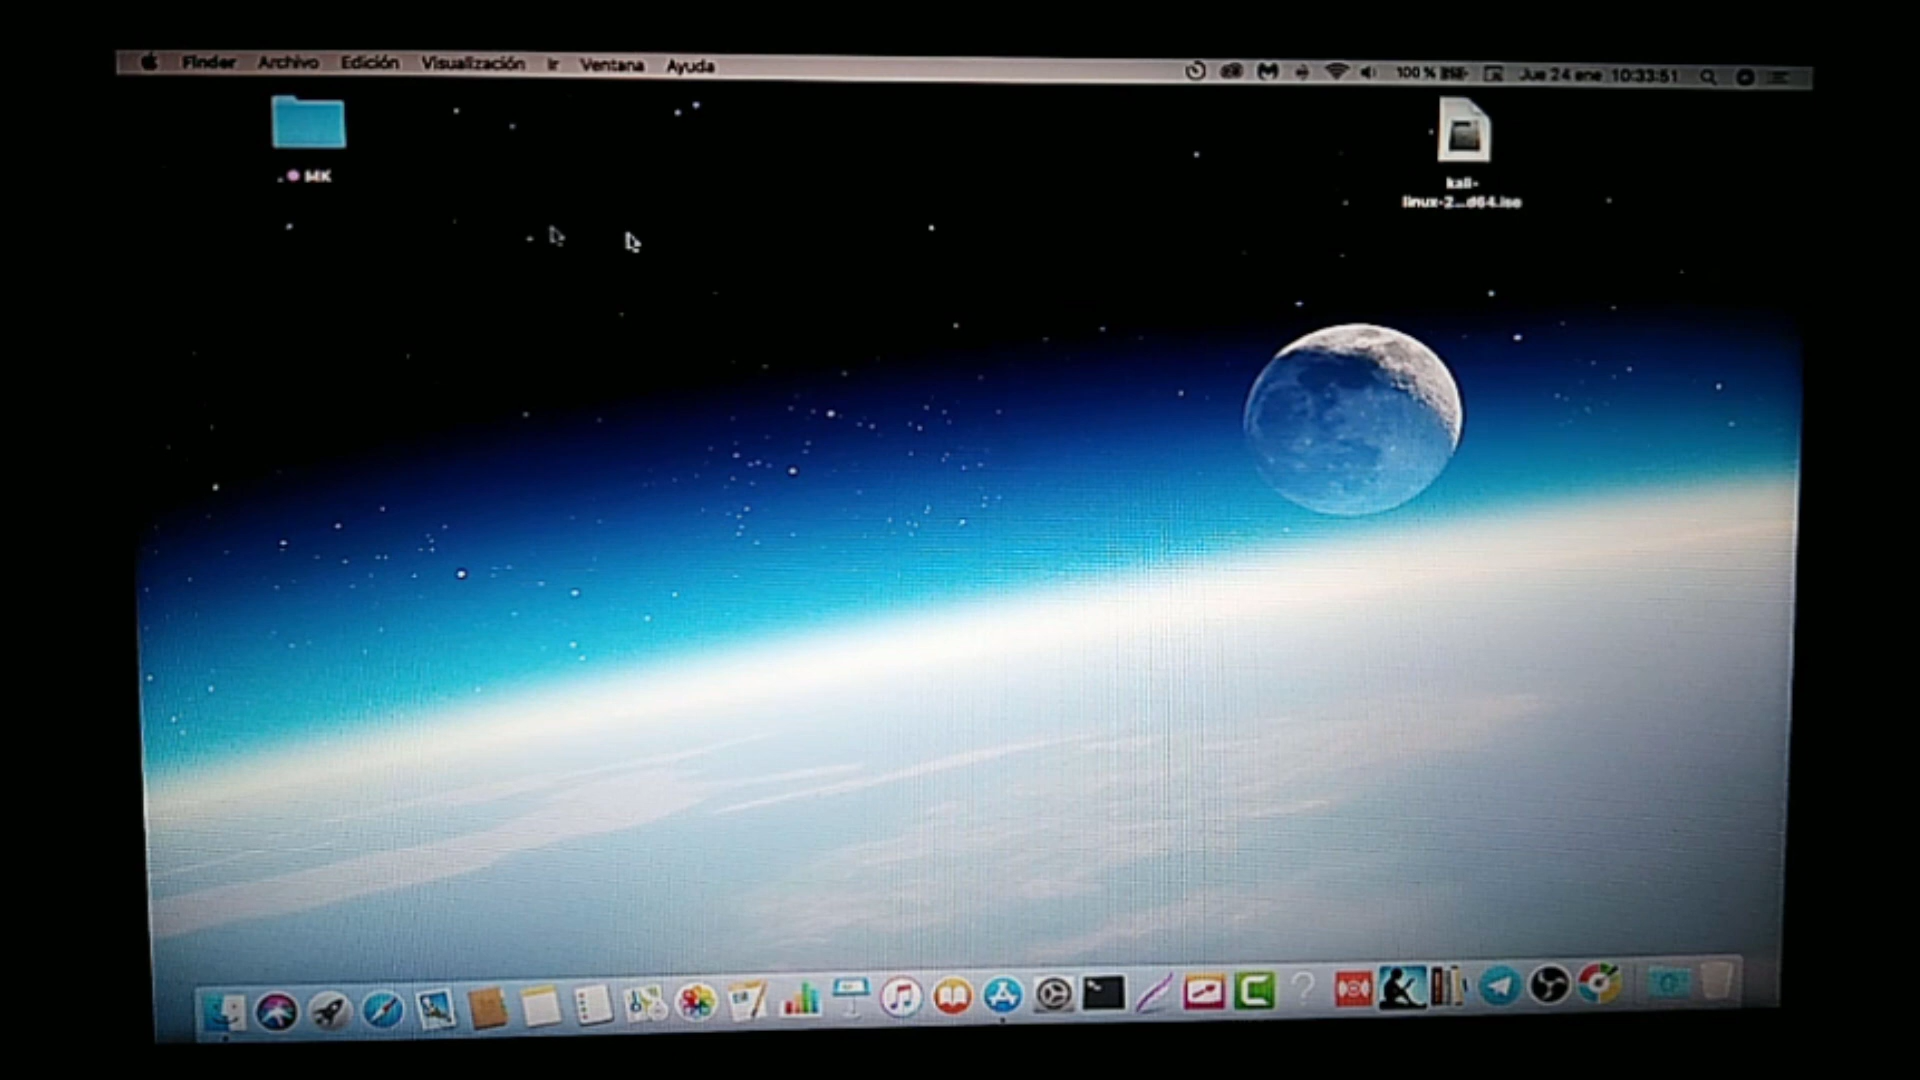 Finder Archivo Edición Visualización Ir Ventana Ayuda
100 % Jue 24 ene 10:33:51
MK
kali-
linux-2...d64.iso